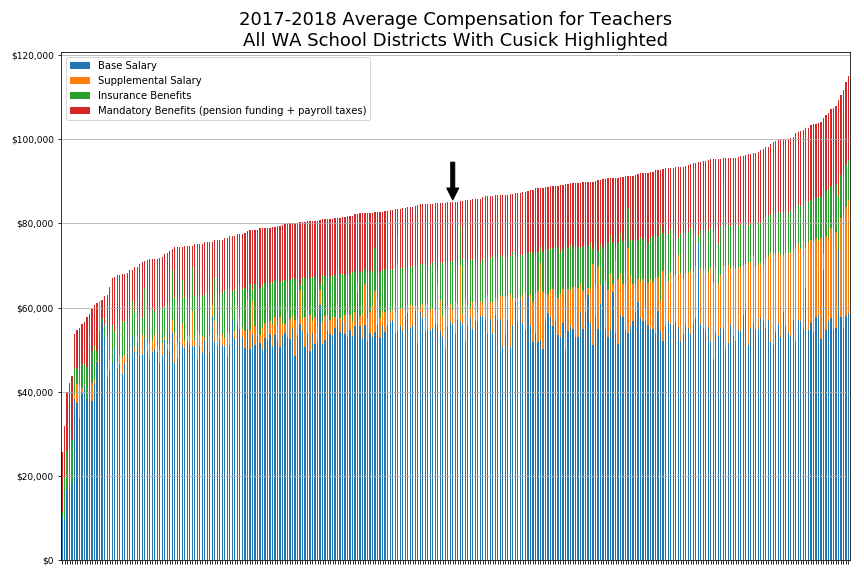 2017-2018 Average Compensation for Teachers
All WA School Districts With Cusick Highlighted
$120,000
$100,000
$80,000
$60,000
$40,000
$20,000
$0
Base Salary
Supplemental Salary
Insurance Benefits
Mandatory Benefits (pension funding + payroll taxes)